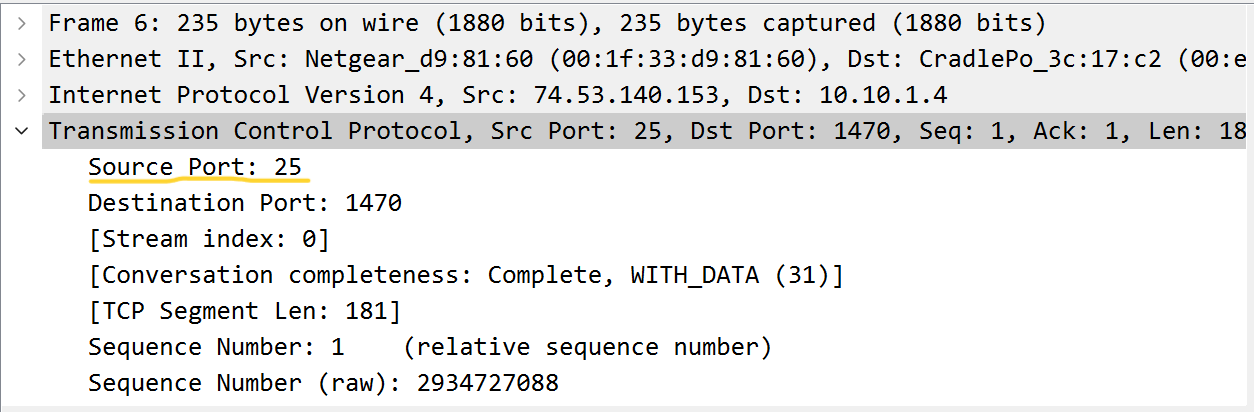 Frame 6: 235 bytes on wire (1880 bits), 235 bytes captured (1880 bits)
Ethernet II, Src: Netgear_d9:81:60 (00:1f:33:d9:81:60), Dst: CradlePo_3c:17:c2 (00:e
Internet Protocol Version 4, Src: 74.53.140.153, Dst: 10.10.1.4
Transmission Control Protocol, Src Port: 25, Dst Port: 1470, Seq: 1, Ack: 1, Len: 18
Source Port: 25
Destination Port: 1470
[Stream index: 0]
[Conversation completeness: Complete, WITH_DATA (31)]
[TCP Segment Len: 181]
Sequence Number: 1    (relative sequence number)
Sequence Number (raw): 2934727088